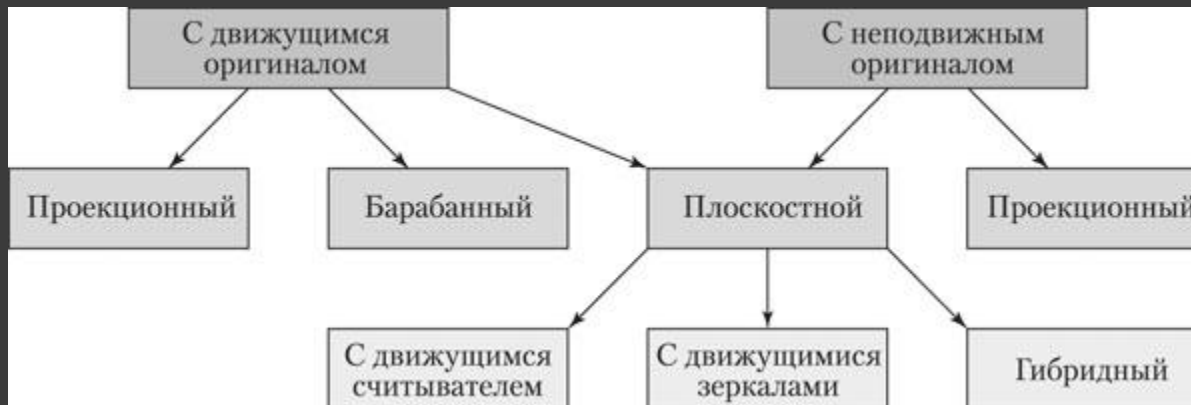 С движущимся
оригиналом
С неподвижным
оригиналом
Проекционный
Барабанный
Плоскостной
Проекционный
С движущимся
считывателем
С движущимися
зеркалами
Гибридный